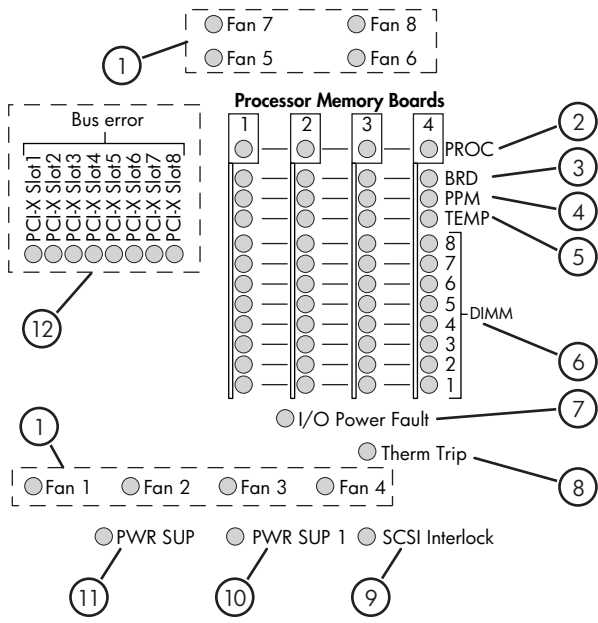 Fan 7 Fan 8
1
Fan 5 Fan 6
Processor Memory Boards
1 2 3 4
PROC
2
BRD
3
PPM
4
TEMP
5
8
7
6
5
4
3
2
1
DIMM
6
Bus error
PCI-X Slot1
PCI-X Slot2
PCI-X Slot3
PCI-X Slot4
PCI-X Slot5
PCI-X Slot6
PCI-X Slot7
PCI-X Slot8
12
I/O Power Fault
7
1
Therm Trip
8
Fan 1 Fan 2 Fan 3 Fan 4
PWR SUP PWR SUP 1 SCSI Interlock
11 10 9